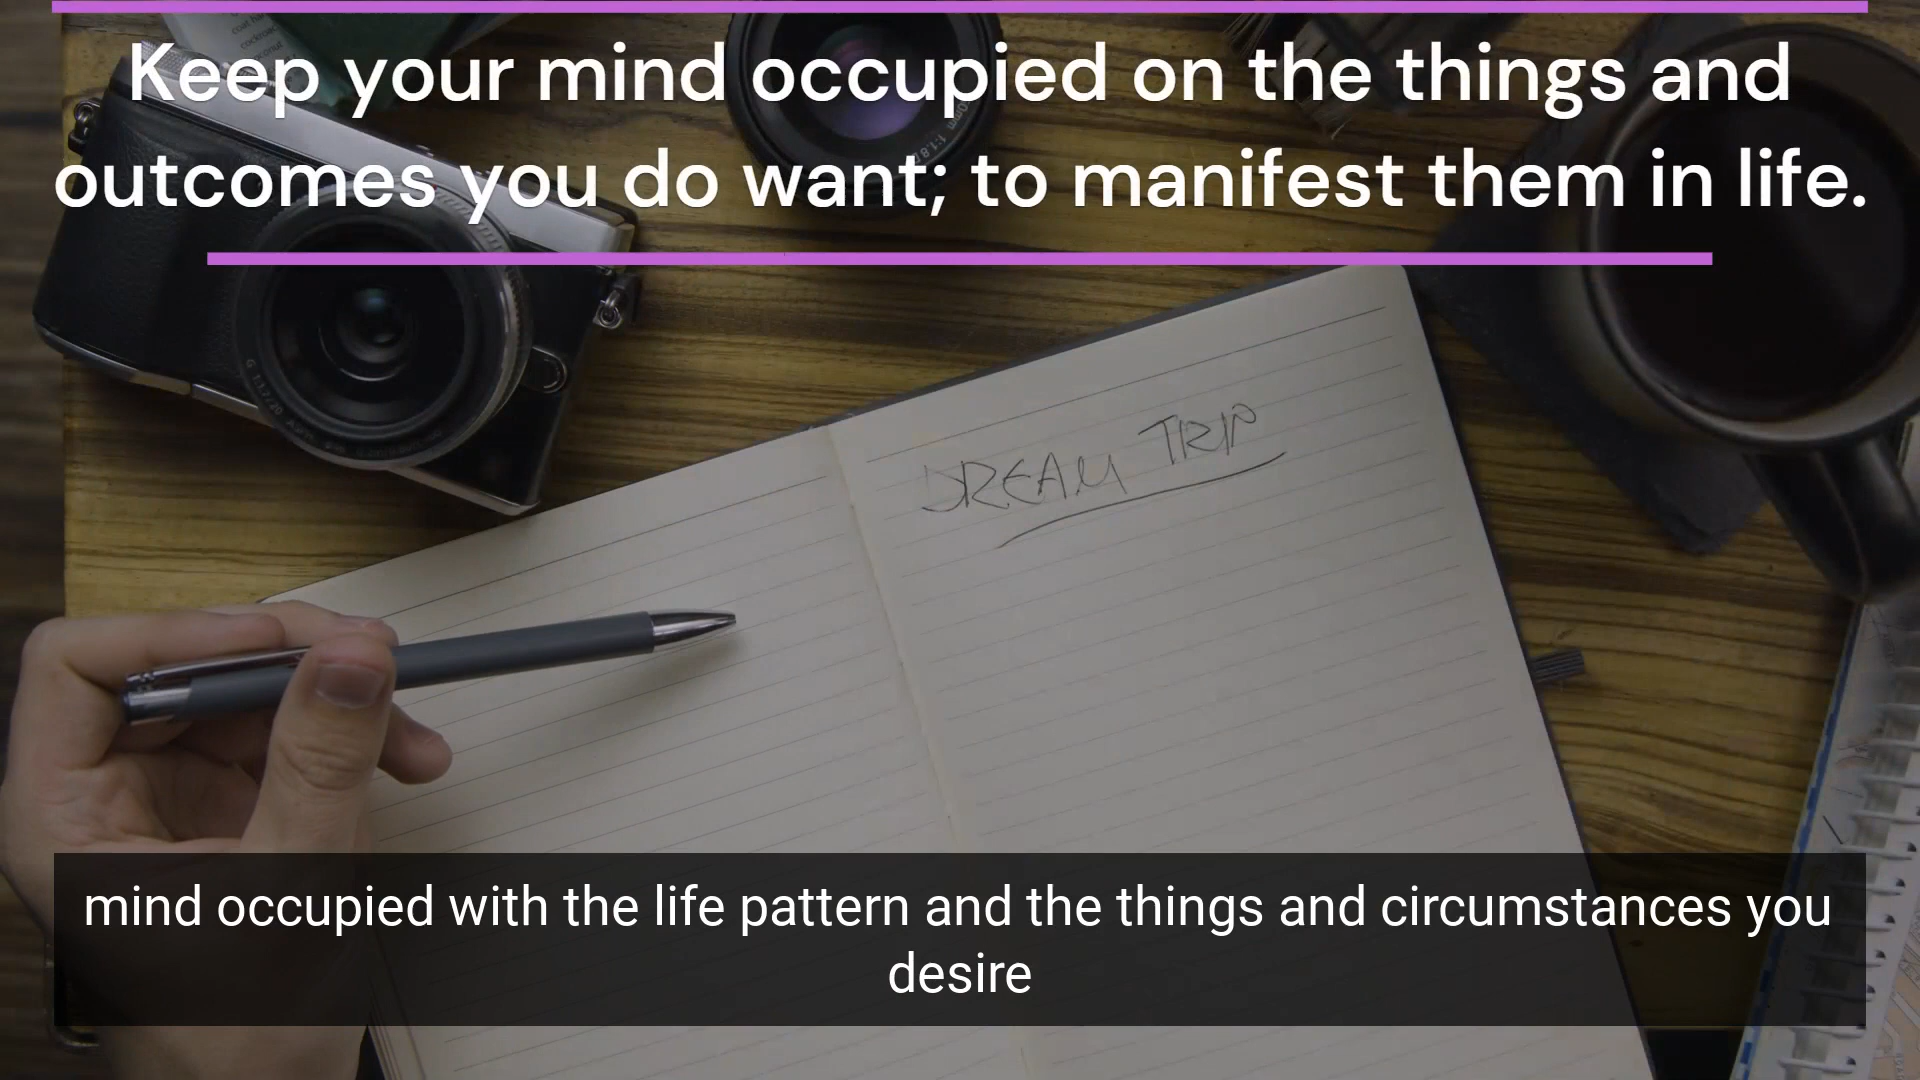 Keep your mind occupied on the things and
outcomes you do want; to manifest them in life.
DREAM TRIP
mind occupied with the life pattern and the things and circumstances you
desire